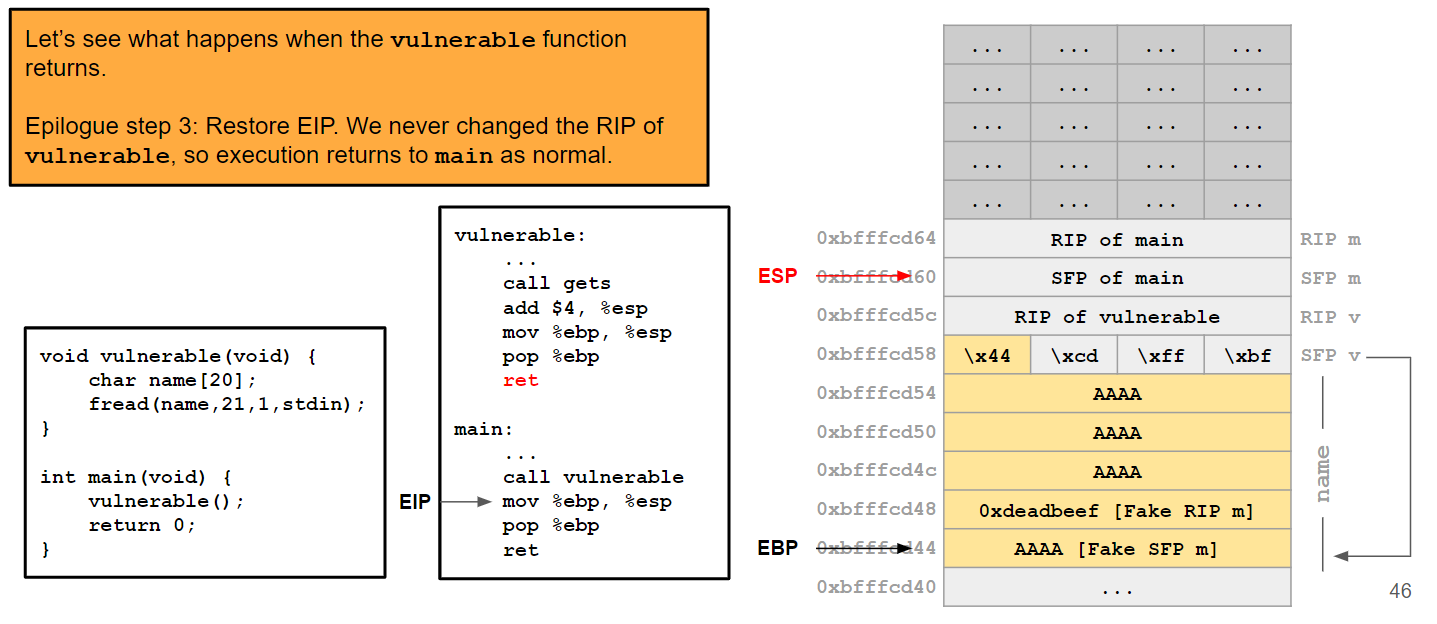 Let’s see what happens when the vulnerable function
returns.
Epilogue step 3: Restore EIP. We never changed the RIP of
vulnerable, so execution returns to main as normal.
void vulnerable(void) {
char name[20];
fread(name,21,1,stdin);
}
int main(void) {
vulnerable();
return 0;
}
EIP
vulnerable:
...
call gets
add $4, %esp
mov %ebp, %esp
pop %ebp
ret
main:
...
call vulnerable
mov %ebp, %esp
pop %ebp
ret
... ... ... ...
... ... ... ...
... ... ... ...
... ... ... ...
... ... ... ...
0xbfffcd64 RIP of main RIP m
ESP 0xbfffcd60 SFP of main SFP m
0xbfffcd5c RIP of vulnerable RIP v
0xbfffcd58 \x44 \xcd \xff \xbf SFP v
0xbfffcd54 AAAA
0xbfffcd50 AAAA
0xbfffcd4c AAAA
name
0xbfffcd48 0xdeadbeef [Fake RIP m]
EBP 0xbfffcd44 AAAA [Fake SFP m]
0xbfffcd40 ...
46